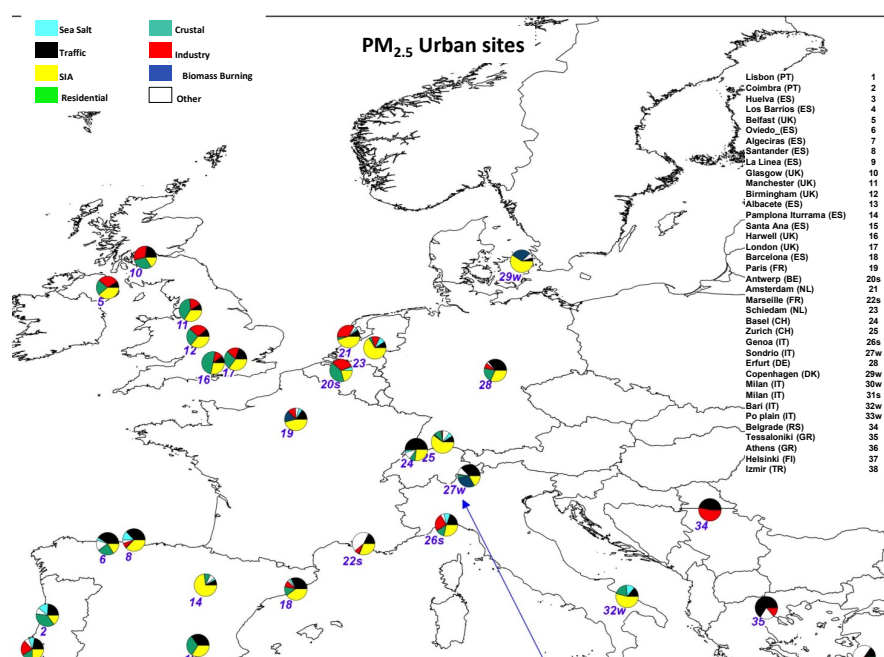 PM2.5 Urban sites
Sea Salt
Crustal
Traffic
Industry
SIA
Biomass Burning
Residential
Other
Lisbon (PT) 1
Coimbra (PT) 2
Huelva (ES) 3
Los Barrios (ES) 4
Belfast (UK) 5
Oviedo_(ES) 6
Algeciras (ES) 7
Santander (ES) 8
La Linea (ES) 9
Glasgow (UK) 10
Manchester (UK) 11
Birmingham (UK) 12
Albacete (ES) 13
Pamplona Iturrama (ES) 14
Santa Ana (ES) 15
Harwell (UK) 16
London (UK) 17
Barcelona (ES) 18
Paris (FR) 19
Antwerp (BE) 20s
Amsterdam (NL) 21
Marseille (FR) 22s
Schiedam (NL) 23
Basel (CH) 24
Zurich (CH) 25
Genoa (IT) 26s
Sondrio (IT) 27w
Erfurt (DE) 28
Copenhagen (DK) 29w
Milan (IT) 30w
Milan (IT) 31s
Bari (IT) 32w
Po plain (IT) 33w
Belgrade (RS) 34
Tessaloniki (GR) 35
Athens (GR) 36
Helsinki (FI) 37
Izmir (TR) 38
10
29w
5
11
12
21
23
16
17
20s
28
19
24
25
27w
34
26s
6
8
22s
14
18
32w
2
35